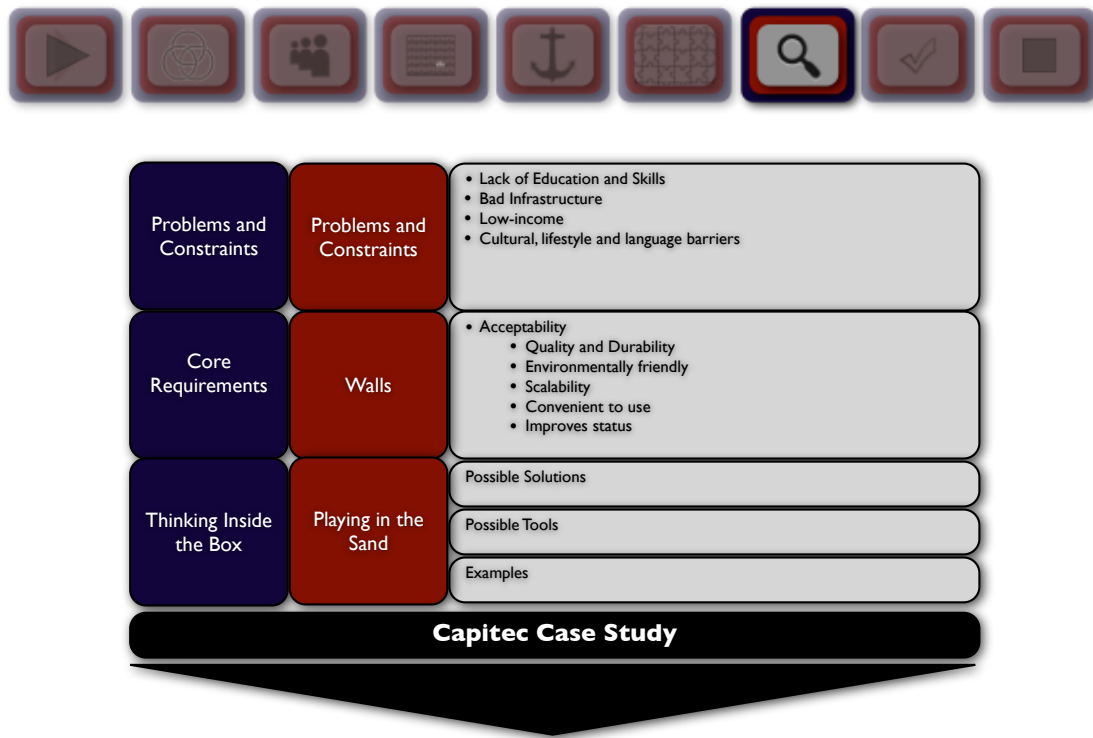 Problems and
Constraints
Problems and
Constraints
• Lack of Education and Skills
• Bad Infrastructure
• Low-income
• Cultural, lifestyle and language barriers
Core
Requirements
Walls
• Acceptability
• Quality and Durability
• Environmentally friendly
• Scalability
• Convenient to use
• Improves status
Thinking Inside
the Box
Playing in the
Sand
Possible Solutions
Possible Tools
Examples
Capitec Case Study